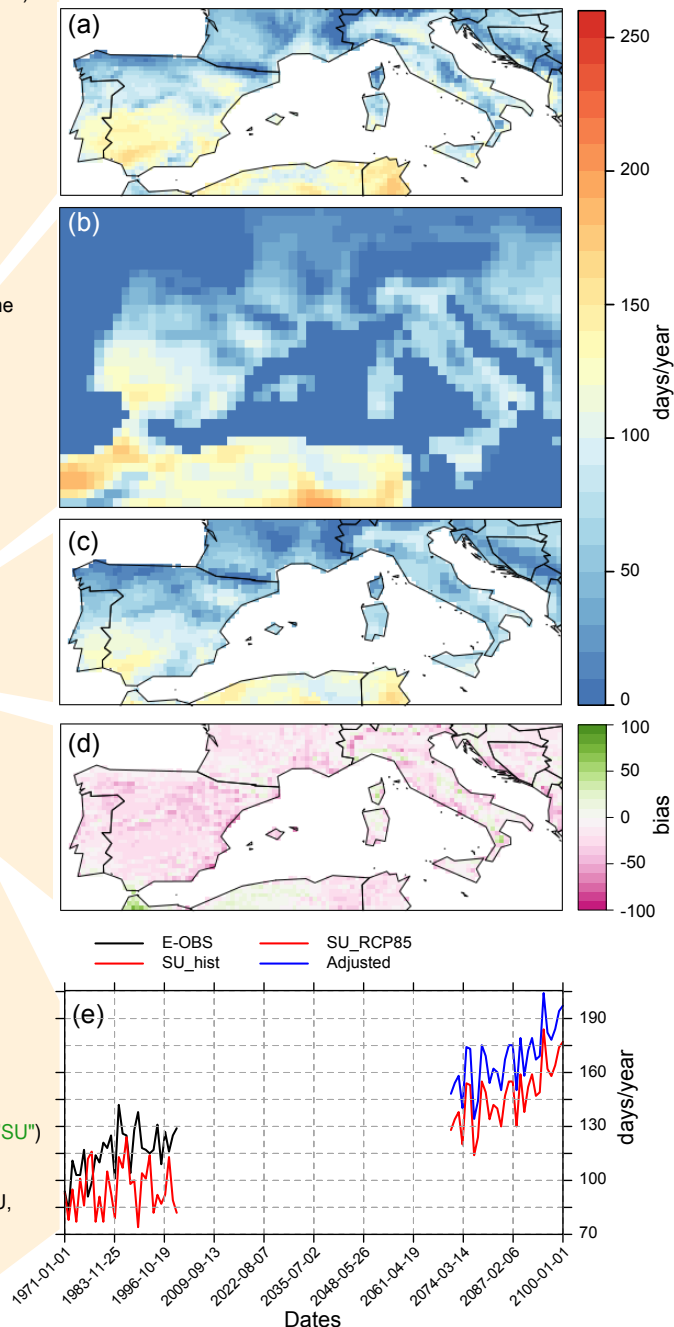 (a)
250
200
(b)
ne
150
days/year
100
(c)
50
0
(d)
100
50
0
bias
-50
-100
E-OBS
SU_RCP85
SU_hist
Adjusted
(e)
190
160
days/year
130
SU")
100
U,
70
1971-01-01
1983-11-25
1996-10-19
2009-09-13
2022-08-07
2035-07-02
2048-05-26
2061-04-19
2074-03-14
2087-02-06
2100-01-01
Dates